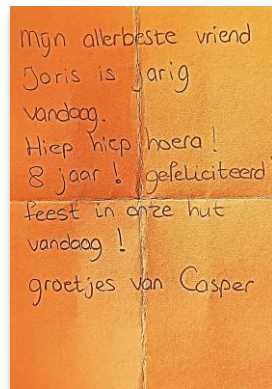 Mijn allerbeste vriend
Joris is jarig
vandaag.
Hiep hiep hoera!
8 jaar! gefeliciteerd
feest in onze hut
vandaag!
groetjes van Casper